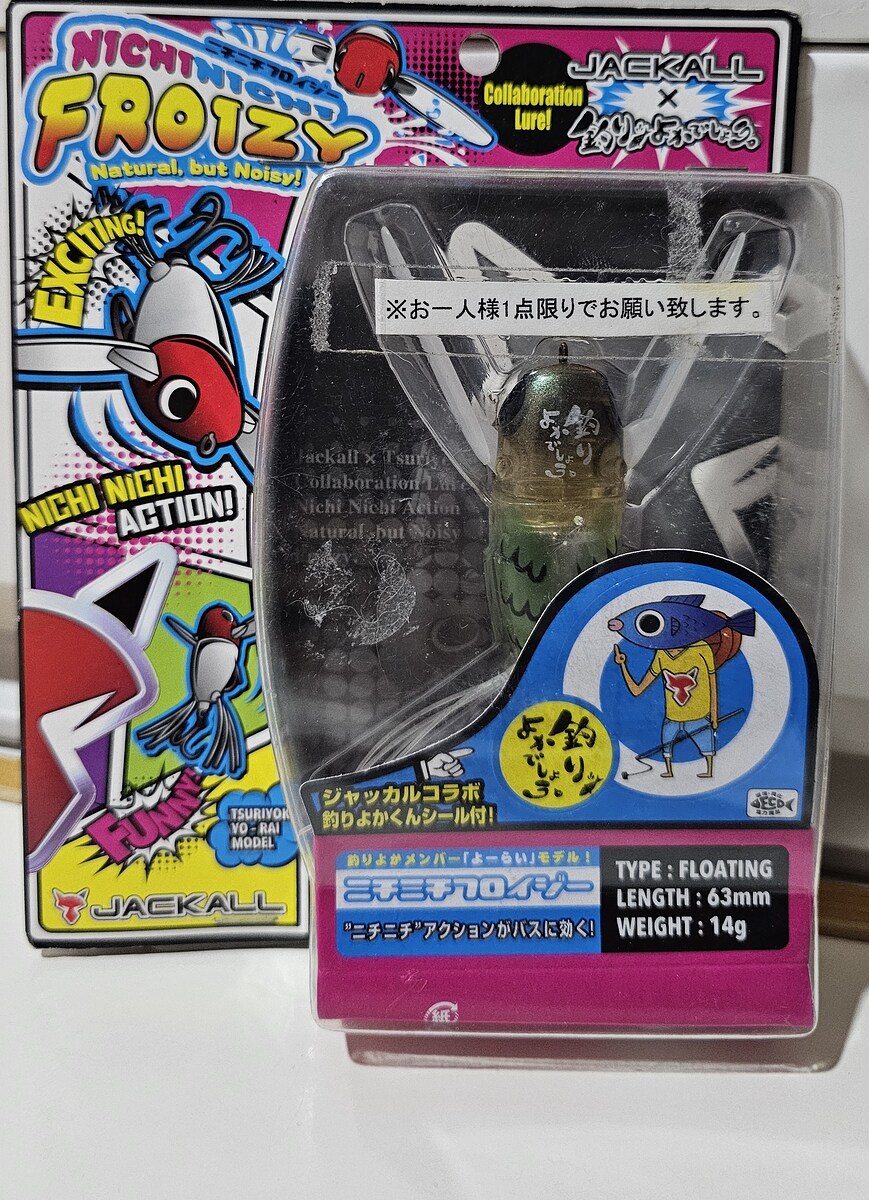 NICHI NICHI
ニチニチフロイジー
FROIZY
Natural, but Noisy!
Collaboration
Lure!
JACKALL
×
釣りよかでしょう。
EXCITING!
※お一人様1点限りでお願い致します。
釣り
よかでしょう。
Jackall × Tsuriyo
Collaboration Lure
Nichi Nichi Action
Natural, but Noisy
NICHI NICHI
ACTION!
釣り
よかでしょう。
ジャッカルコラボ
釣りよかくんシール付!
ECO
FUNNY!
TSURIYOK
YO-RAI
MODEL
JACKALL
釣りよかメンバー「よーらい」モデル!
ニチニチフロイジー
"ニチニチ"アクションがバスに効く!
TYPE : FLOATING
LENGTH : 63mm
WEIGHT : 14g
紙